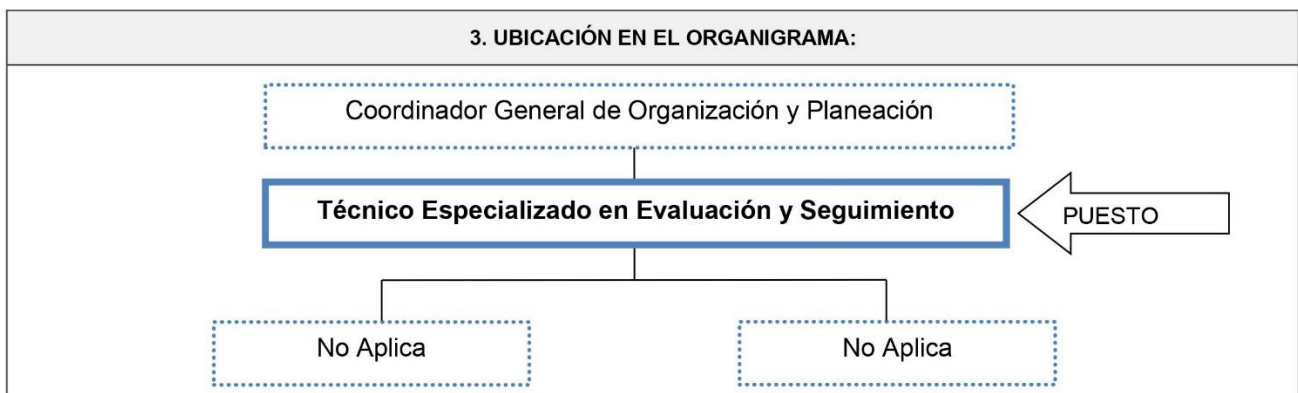 3. UBICACIÓN EN EL ORGANIGRAMA:
Coordinador General de Organización y Planeación
Técnico Especializado en Evaluación y Seguimiento
PUESTO
No Aplica
No Aplica